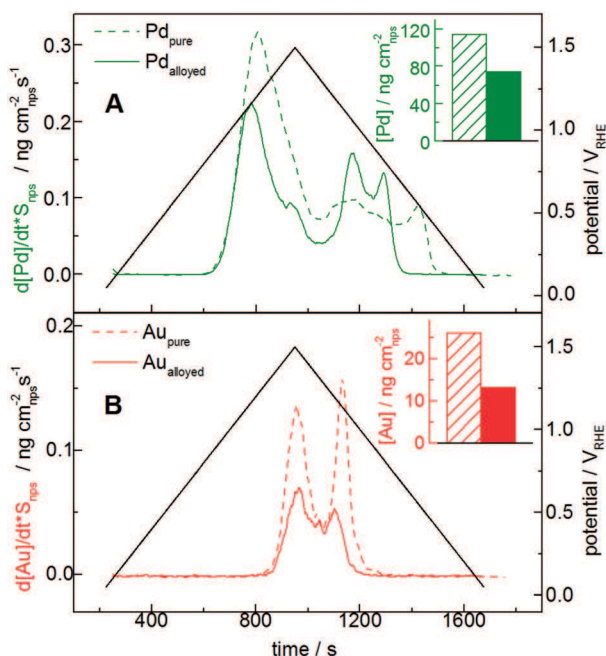 Pd_pure
Pd_alloyed
A
d[Pd]/dt*S_nps / ng cm⁻²_nps s⁻¹
0.3
0.2
0.1
0.0
[Pd] / ng cm⁻²_nps
120
80
40
0
potential / V_RHE
1.5
1.0
0.5
0.0
Au_pure
Au_alloyed
B
d[Au]/dt*S_nps / ng cm⁻²_nps s⁻¹
0.2
0.1
0.0
[Au] / ng cm⁻²_nps
20
10
0
potential / V_RHE
1.5
1.0
0.5
0.0
400
800
1200
1600
time / s